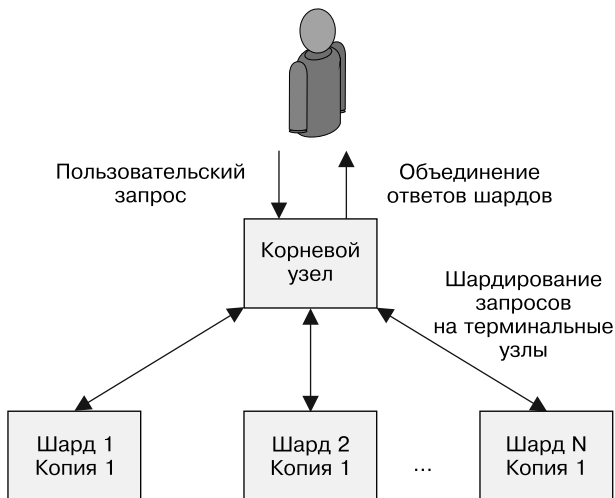 Пользовательский
запрос
Объединение
ответов шардов
Корневой
узел
Шардирование
запросов
на терминальные
узлы
Шард 1
Копия 1
Шард 2
Копия 1
...
Шард N
Копия 1